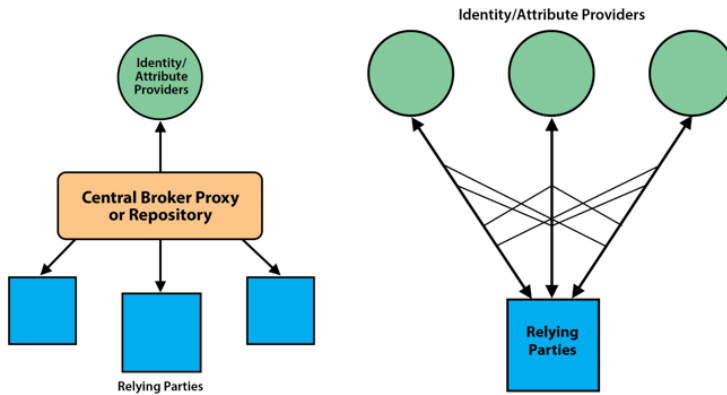 Identity/
Attribute
Providers
Central Broker Proxy
or Repository
Relying Parties
Identity/Attribute Providers
Relying
Parties